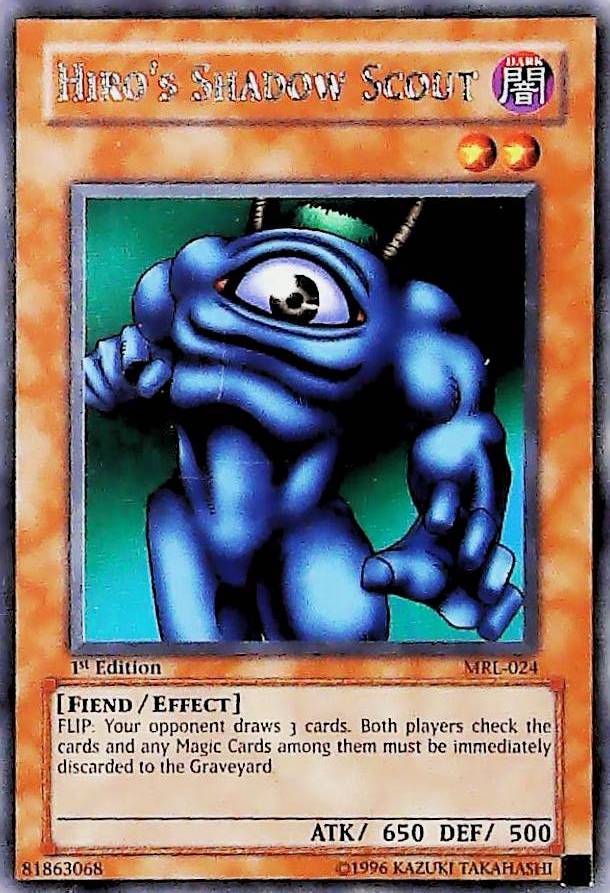 Hiro's Shadow Scout
DARK
闇
1st Edition
MRL-024
[Fiend/Effect]
FLIP: Your opponent draws 3 cards. Both players check the
cards and any Magic Cards among them must be immediately
discarded to the Graveyard
ATK/ 650 DEF/ 500
81863068
©1996 KAZUKI TAKAHASHI